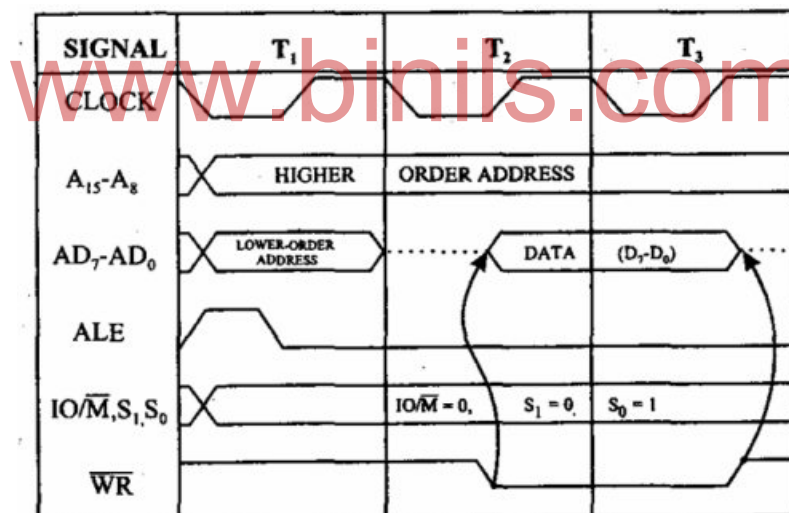 SIGNAL T₁ T₂ T₃
www.binils.com
CLOCK
A₁₅-A₈ HIGHER ORDER ADDRESS
AD₇-AD₀ LOWER-ORDER ADDRESS DATA (D₇-D₀)
ALE
IO/M̅,S₁,S₀ IO/M̅ = 0, S₁ = 0, S₀ = 1
W̅R̅